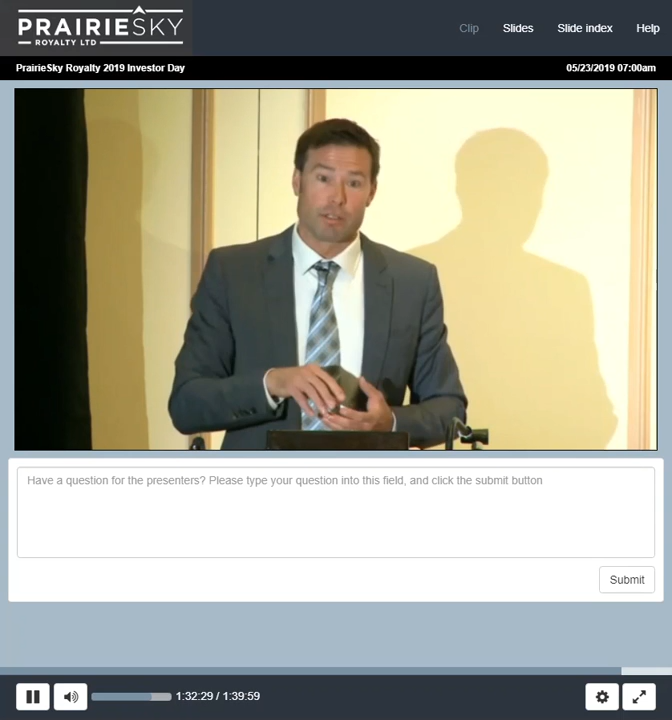 PRAIRIESKY
ROYALTY LTD
Clip Slides Slide index Help
PrairieSky Royalty 2019 Investor Day 05/23/2019 07:00am
Have a question for the presenters? Please type your question into this field, and click the submit button
Submit
1:32:29 / 1:39:59